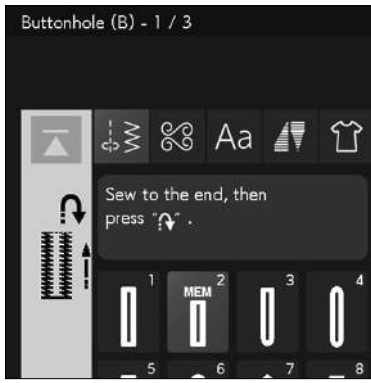 Buttonhole (B) - 1 / 3
Aa
Sew to the end, then
press " ".
1
MEM 2
3
4
5
6
7
8